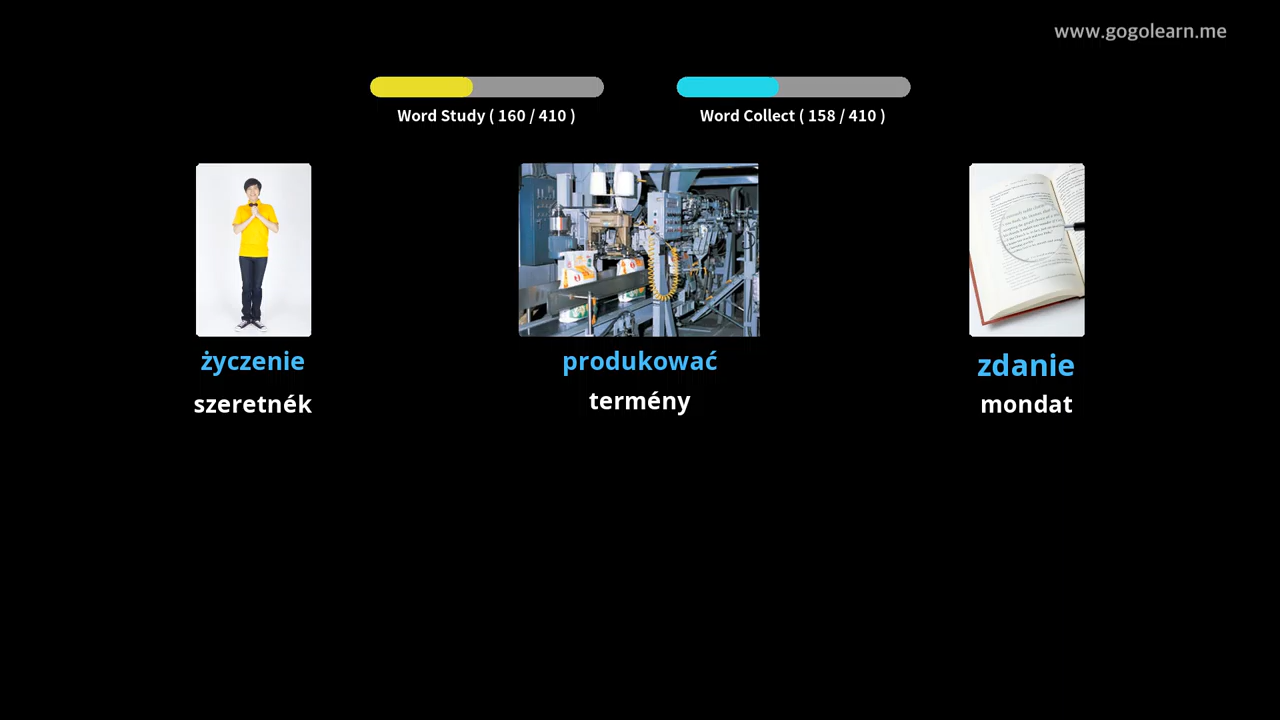 www.gogolearn.me
Word Study ( 160 / 410 )
Word Collect ( 158 / 410 )
życzenie
produkować
zdanie
szeretnék
termény
mondat